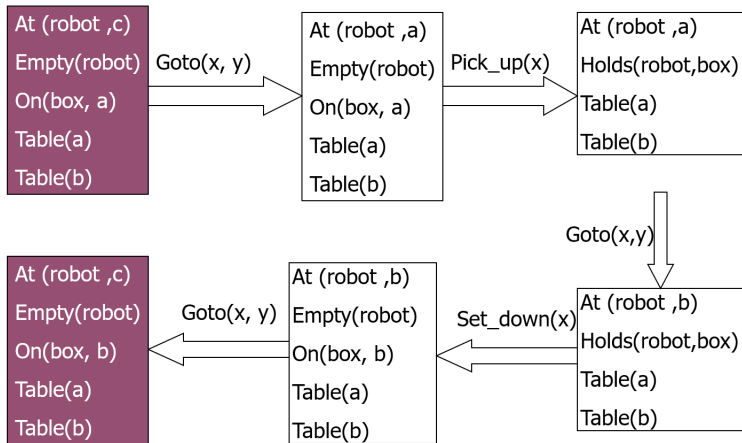 At (robot ,c)
Empty(robot)
On(box, a)
Table(a)
Table(b)
Goto(x, y)
At (robot ,a)
Empty(robot)
On(box, a)
Table(a)
Table(b)
Pick_up(x)
At (robot ,a)
Holds(robot,box)
Table(a)
Table(b)
Goto(x,y)
At (robot ,b)
Holds(robot,box)
Table(a)
Table(b)
Set_down(x)
At (robot ,b)
Empty(robot)
On(box, b)
Table(a)
Table(b)
Goto(x, y)
At (robot ,c)
Empty(robot)
On(box, b)
Table(a)
Table(b)